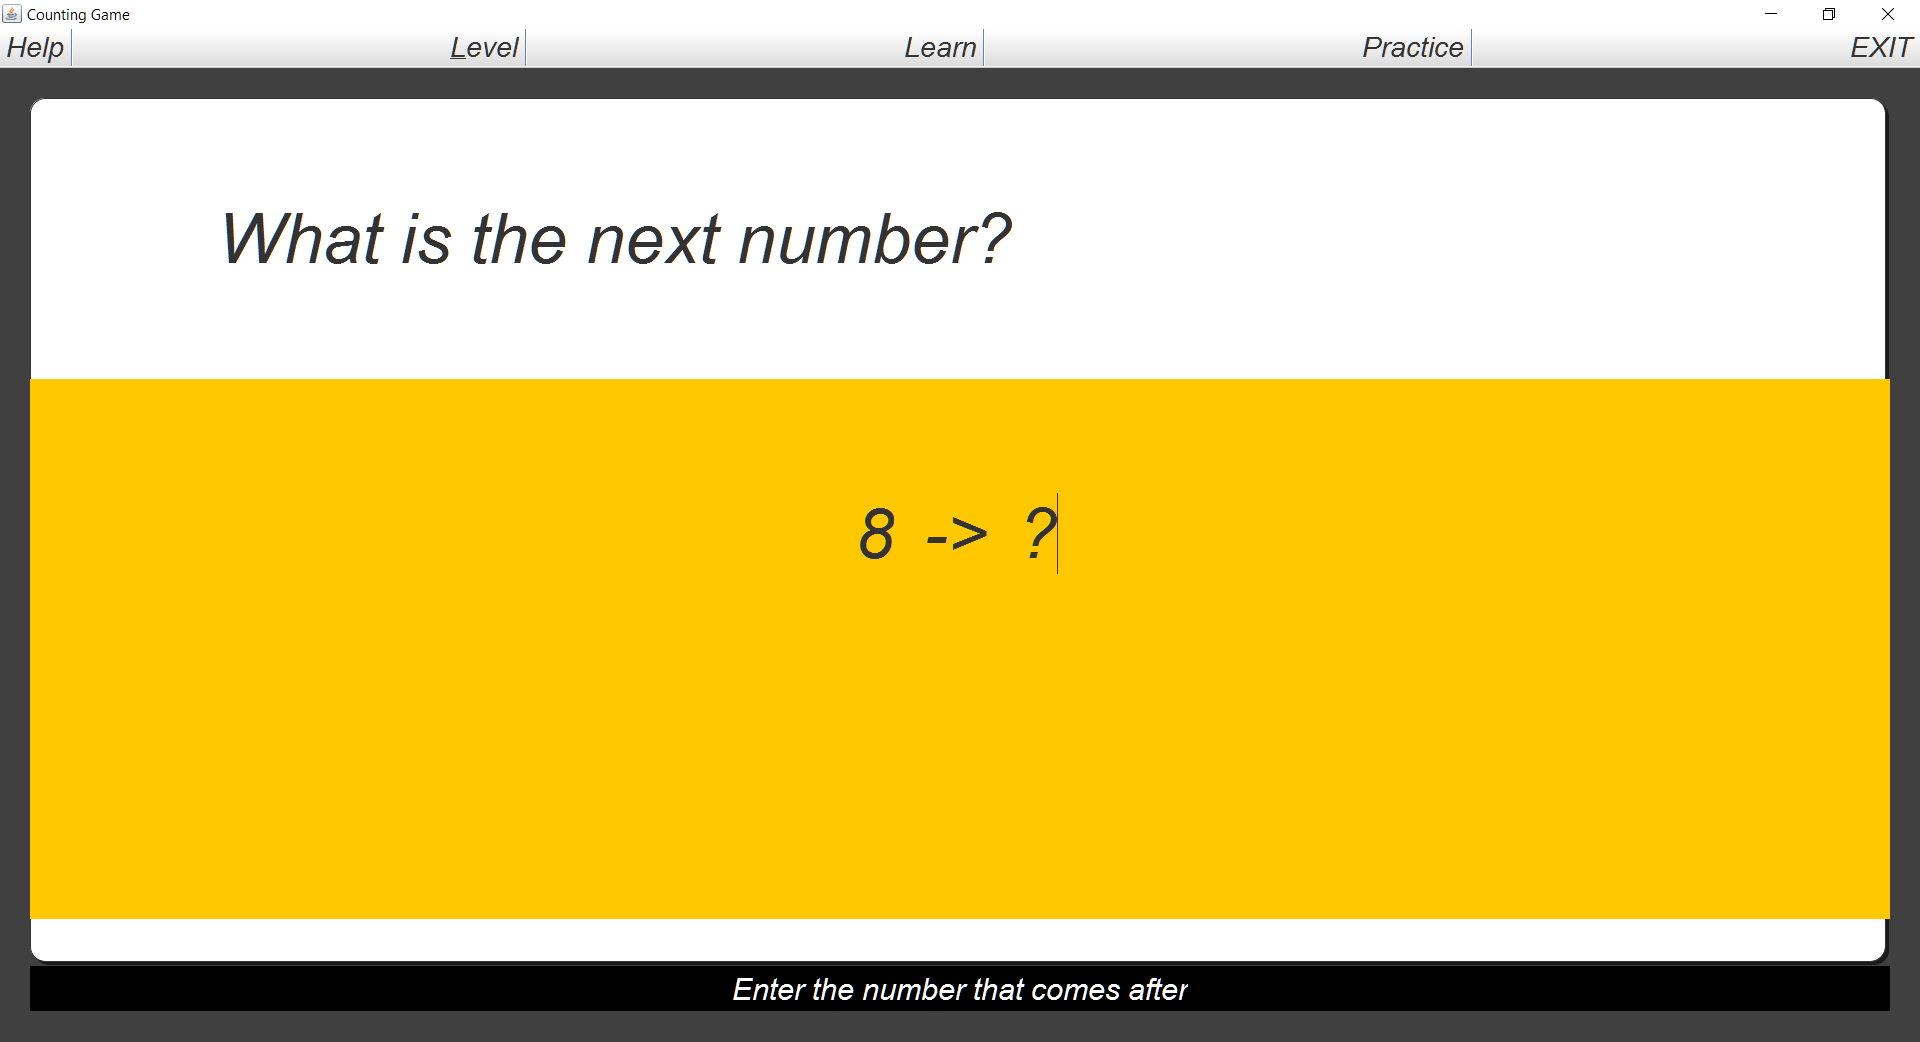 Counting Game
Help Level Learn Practice EXIT
What is the next number?
8 -> ?
Enter the number that comes after